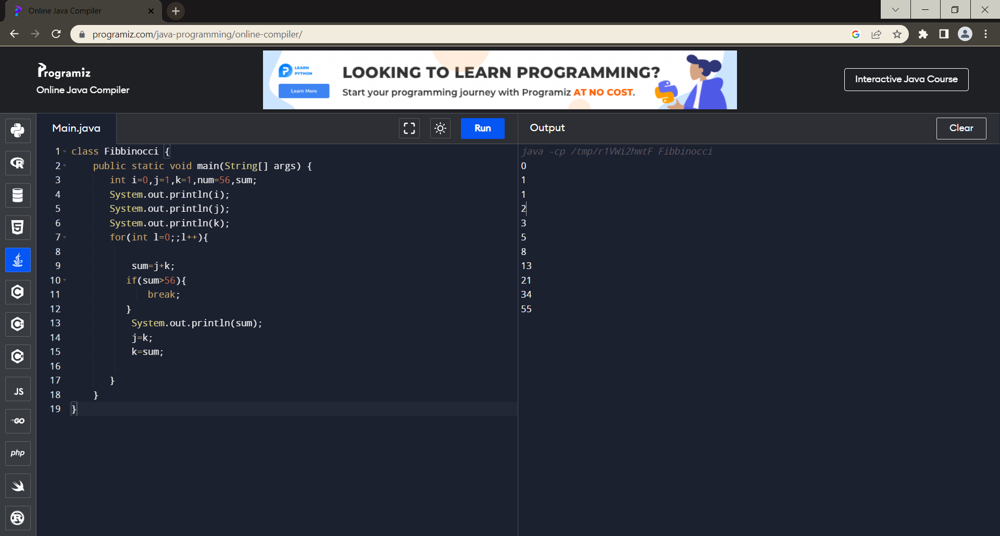 Online Java Compiler
programiz.com/java-programming/online-compiler/
Programiz
Online Java Compiler
LEARN
PYTHON
Learn More
LOOKING TO LEARN PROGRAMMING?
Start your programming journey with Programiz AT NO COST.
Interactive Java Course
Main.java
Run
Output
Clear
1 class Fibbinocci {
2     public static void main(String[] args) {
3        int i=0,j=1,k=1,num=56,sum;
4        System.out.println(i);
5        System.out.println(j);
6        System.out.println(k);
7        for(int l=0;;l++){
8
9            sum=j+k;
10           if(sum>56){
11               break;
12           }
13            System.out.println(sum);
14            j=k;
15            k=sum;
16
17        }
18     }
19 }
java -cp /tmp/r1VWi2hwtF Fibbinocci
0
1
1
2
3
5
8
13
21
34
55
R
5
C
C++
C#
JS
GO
php
R